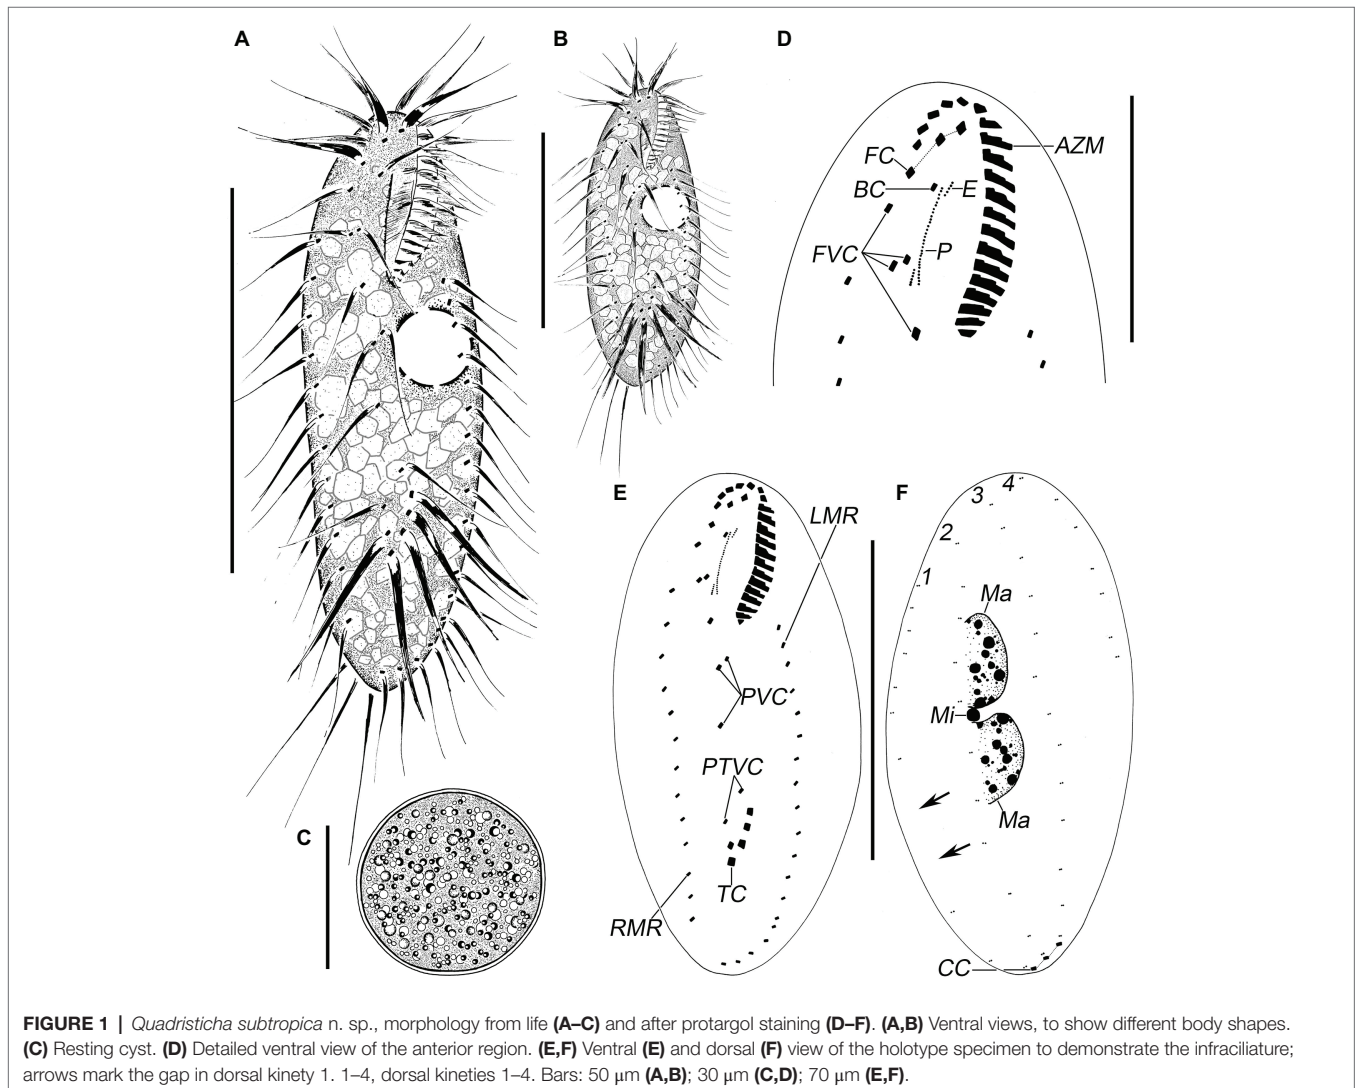 A
B
D
FC
AZM
BC
E
FVC
P
E
LMR
F
3 4
2
1
Ma
PVC
Mi
PTVC
Ma
C
TC
RMR
CC
FIGURE 1 | Quadristicha subtropica n. sp., morphology from life (A–C) and after protargol staining (D–F). (A,B) Ventral views, to show different body shapes.
(C) Resting cyst. (D) Detailed ventral view of the anterior region. (E,F) Ventral (E) and dorsal (F) view of the holotype specimen to demonstrate the infraciliature;
arrows mark the gap in dorsal kinety 1. 1–4, dorsal kineties 1–4. Bars: 50 μm (A,B); 30 μm (C,D); 70 μm (E,F).